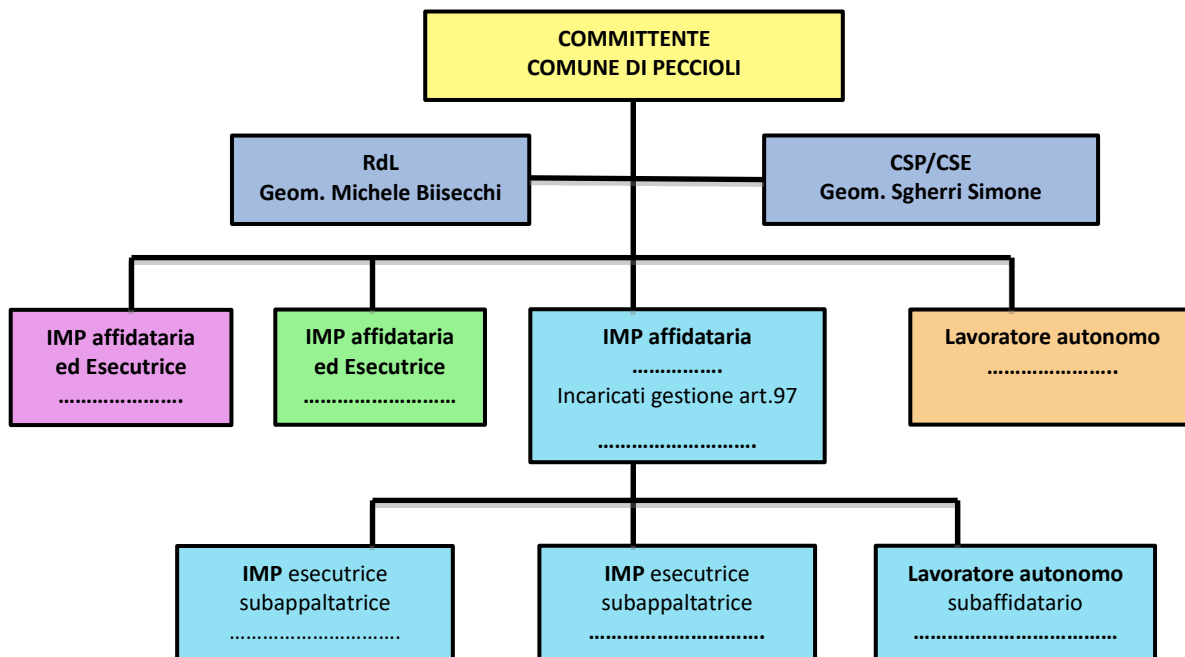 COMMITTENTE
COMUNE DI PECCIOLI
RdL
Geom. Michele Biisecchi
CSP/CSE
Geom. Sgherri Simone
IMP affidataria
ed Esecutrice
………………….
IMP affidataria
ed Esecutrice
………………………
IMP affidataria
…………….
Incaricati gestione art.97
……………………….
Lavoratore autonomo
…………………..
IMP esecutrice
subappaltatrice
………………………….
IMP esecutrice
subappaltatrice
………………………….
Lavoratore autonomo
subaffidatario
………………………………